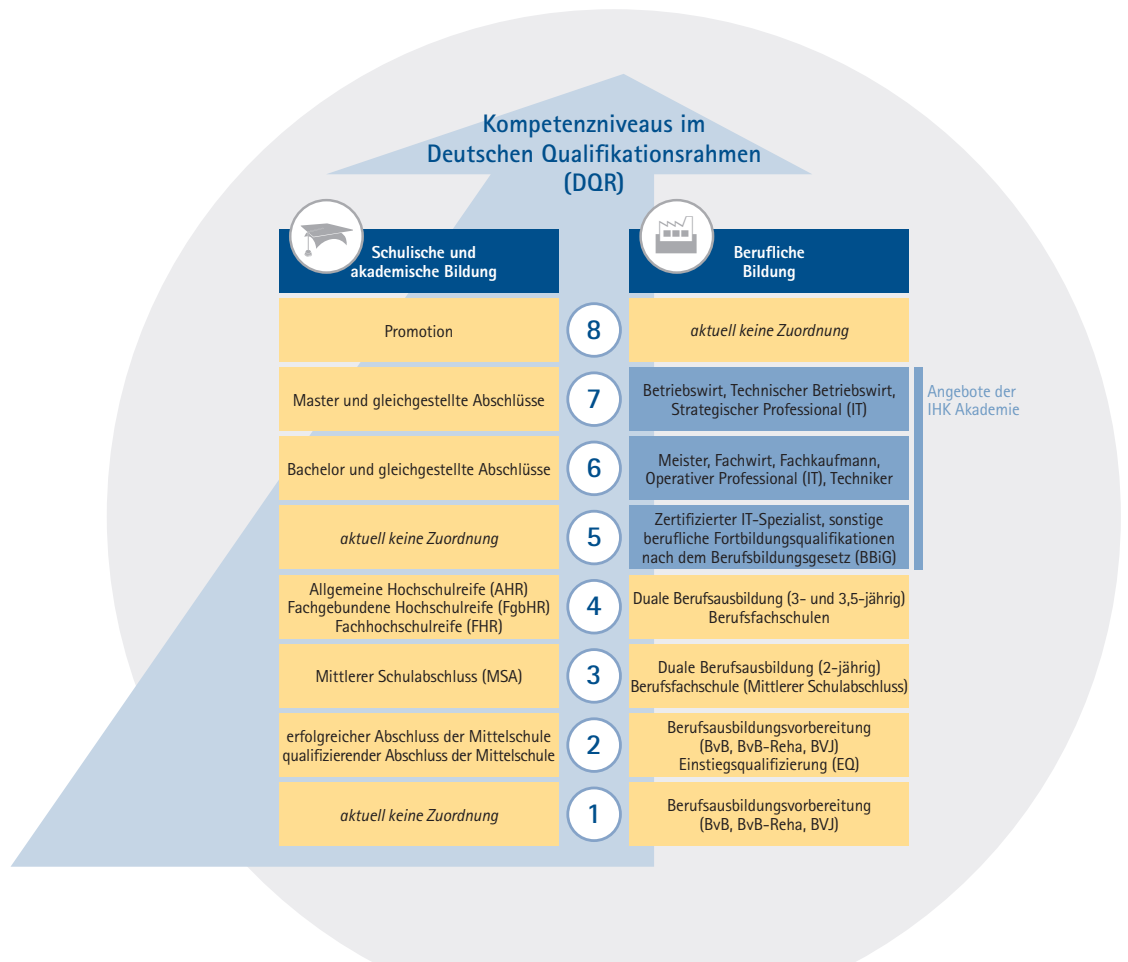 Kompetenzniveaus im
Deutschen Qualifikationsrahmen
(DQR)
Schulische und
akademische Bildung
Berufliche
Bildung
Promotion
8
aktuell keine Zuordnung
Master und gleichgestellte Abschlüsse
7
Betriebswirt, Technischer Betriebswirt,
Strategischer Professional (IT)
Angebote der
IHK Akademie
Bachelor und gleichgestellte Abschlüsse
6
Meister, Fachwirt, Fachkaufmann,
Operativer Professional (IT), Techniker
aktuell keine Zuordnung
5
Zertifizierter IT-Spezialist, sonstige
berufliche Fortbildungsqualifikationen
nach dem Berufsbildungsgesetz (BBiG)
Allgemeine Hochschulreife (AHR)
Fachgebundene Hochschulreife (FgbHR)
Fachhochschulreife (FHR)
4
Duale Berufsausbildung (3- und 3,5-jährig)
Berufsfachschulen
Mittlerer Schulabschluss (MSA)
3
Duale Berufsausbildung (2-jährig)
Berufsfachschule (Mittlerer Schulabschluss)
erfolgreicher Abschluss der Mittelschule
qualifizierender Abschluss der Mittelschule
2
Berufsausbildungsvorbereitung
(BvB, BvB-Reha, BVJ)
Einstiegsqualifizierung (EQ)
aktuell keine Zuordnung
1
Berufsausbildungsvorbereitung
(BvB, BvB-Reha, BVJ)